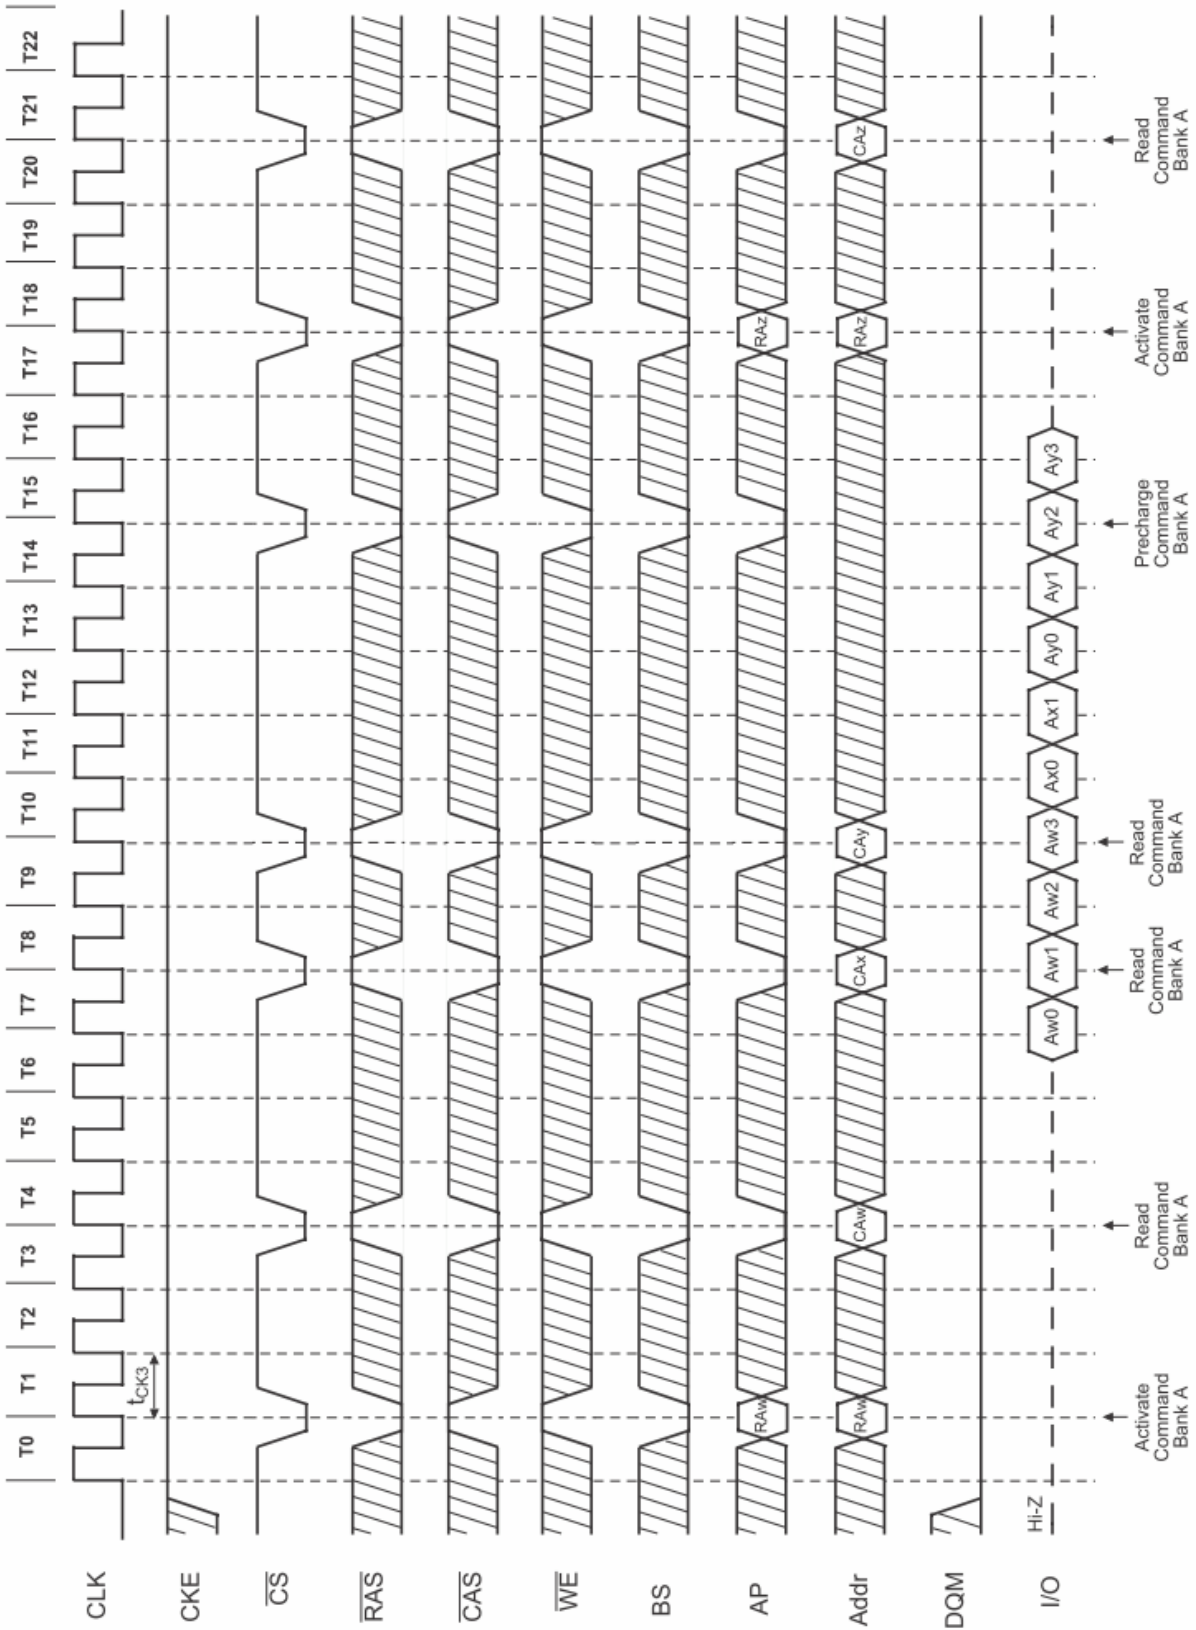 T0 T1 T2 T3 T4 T5 T6 T7 T8 T9 T10 T11 T12 T13 T14 T15 T16 T17 T18 T19 T20 T21 T22
CLK
tCK3
CKE
CS
RAS
CAS
WE
BS
AP
RAw RAz
Addr
RAw CAw CAx CAy RAz CAz
DQM
Hi-Z
I/O
Aw0 Aw1 Aw2 Aw3 Ax0 Ax1 Ay0 Ay1 Ay2 Ay3
Activate
Command
Bank A
Read
Command
Bank A
Read
Command
Bank A
Read
Command
Bank A
Precharge
Command
Bank A
Activate
Command
Bank A
Read
Command
Bank A